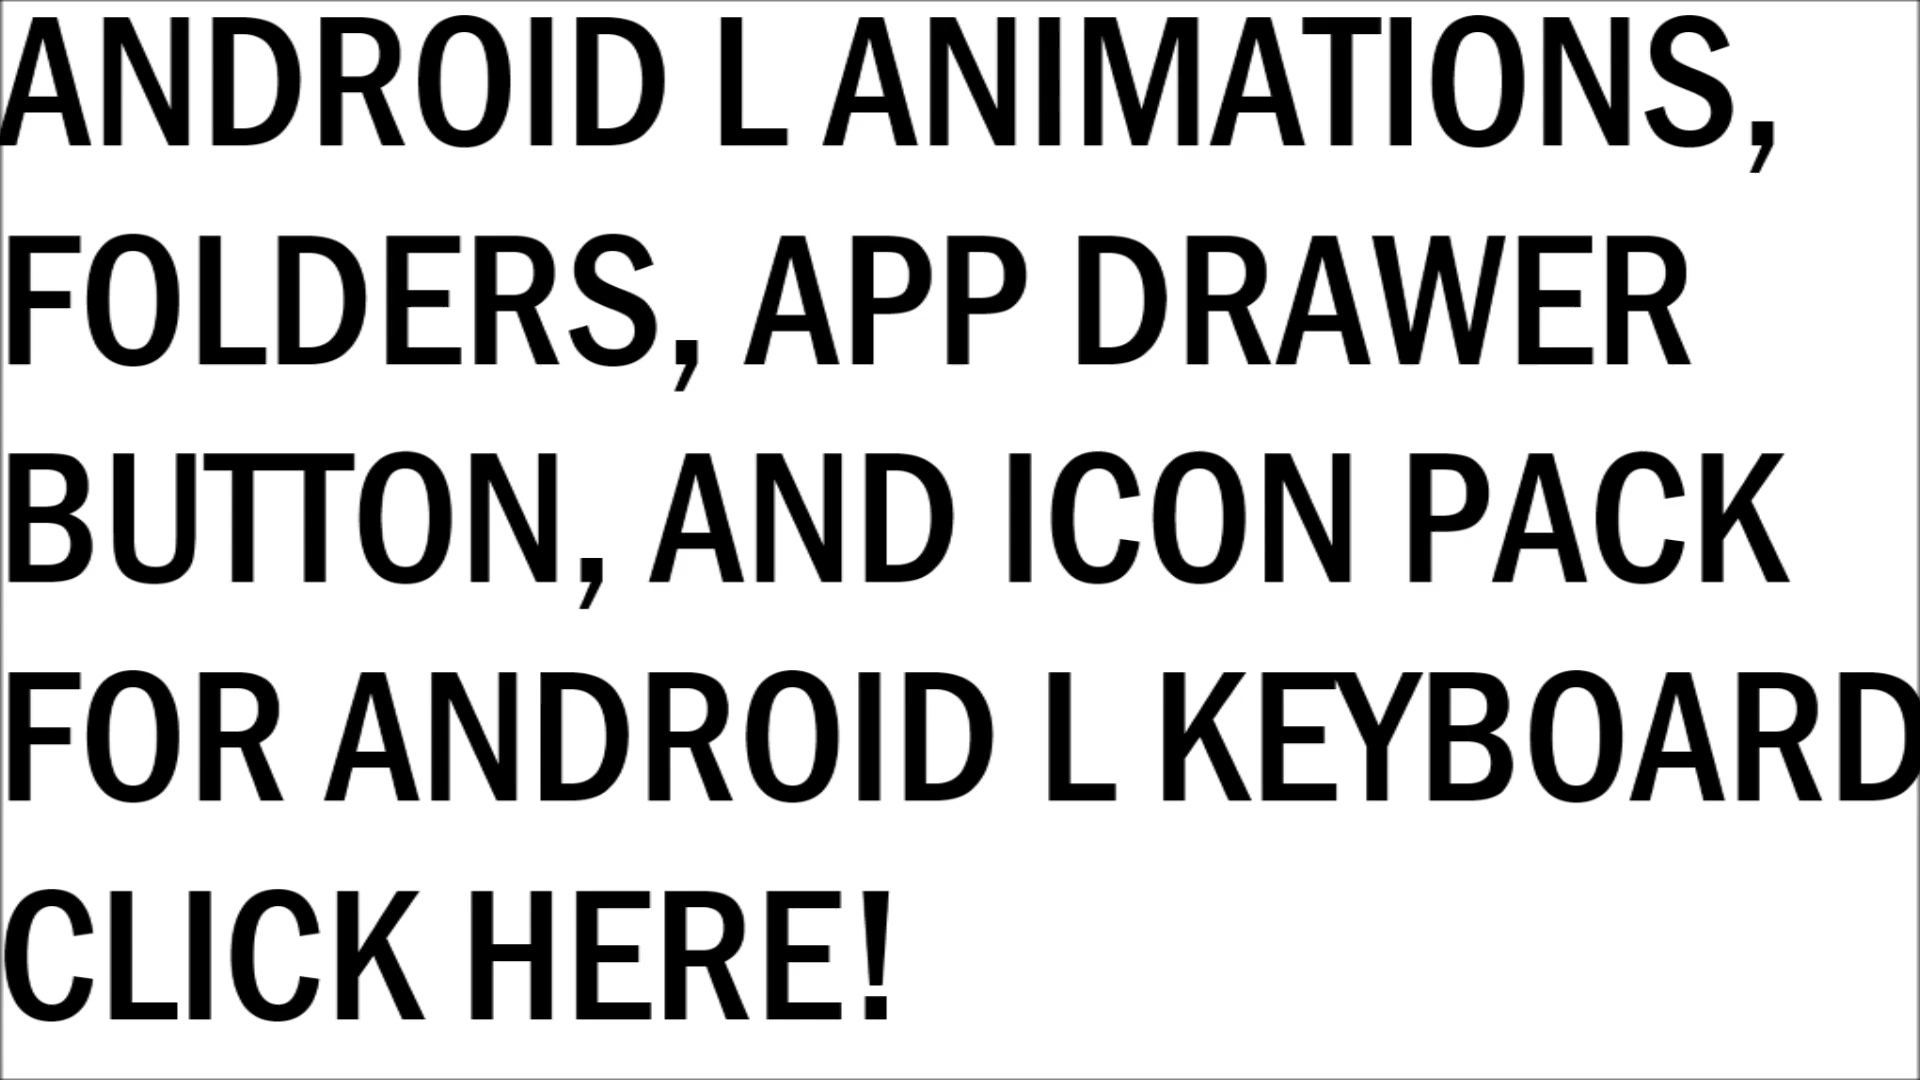 ANDROID L ANIMATIONS,
FOLDERS, APP DRAWER
BUTTON, AND ICON PACK
FOR ANDROID L KEYBOARD
CLICK HERE!